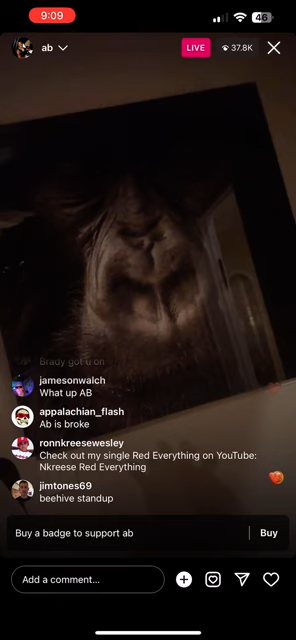 9:09
46
ab
LIVE
37.8K
Brady got u on
jamesonwalch
What up AB
appalachian_flash
Ab is broke
ronnkreesewesley
Check out my single Red Everything on YouTube:
Nkreese Red Everything
jimtones69
beehive standup
Buy a badge to support ab
Buy
Add a comment...